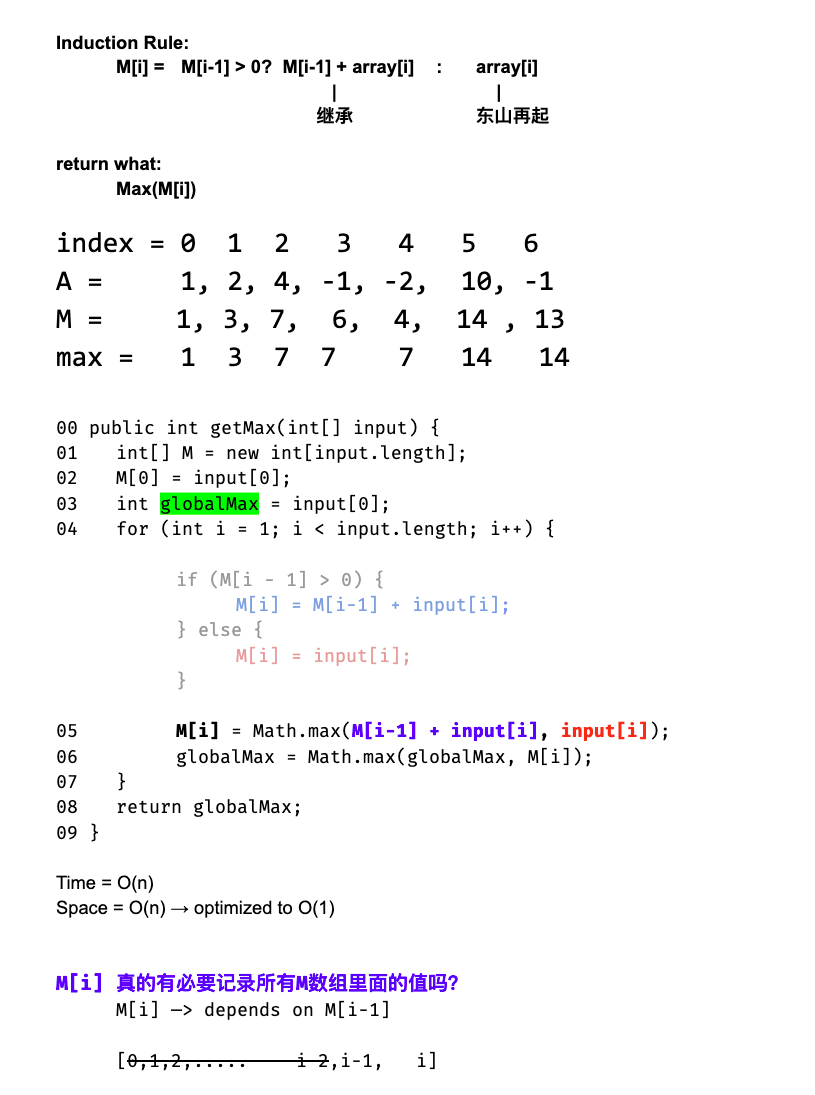 Induction Rule:
M[i] = M[i-1] > 0? M[i-1] + array[i] : array[i]
| |
继承 东山再起
return what:
Max(M[i])
index = 0 1 2 3 4 5 6
A = 1, 2, 4, -1, -2, 10, -1
M = 1, 3, 7, 6, 4, 14 , 13
max = 1 3 7 7 7 14 14
00 public int getMax(int[] input) {
01 int[] M = new int[input.length];
02 M[0] = input[0];
03 int globalMax = input[0];
04 for (int i = 1; i < input.length; i++) {
if (M[i - 1] > 0) {
M[i] = M[i-1] + input[i];
} else {
M[i] = input[i];
}
05 M[i] = Math.max(M[i-1] + input[i], input[i]);
06 globalMax = Math.max(globalMax, M[i]);
07 }
08 return globalMax;
09 }
Time = O(n)
Space = O(n) → optimized to O(1)
M[i] 真的有必要记录所有M数组里面的值吗?
M[i] —> depends on M[i-1]
[0,1,2,..... i-2,i-1, i]